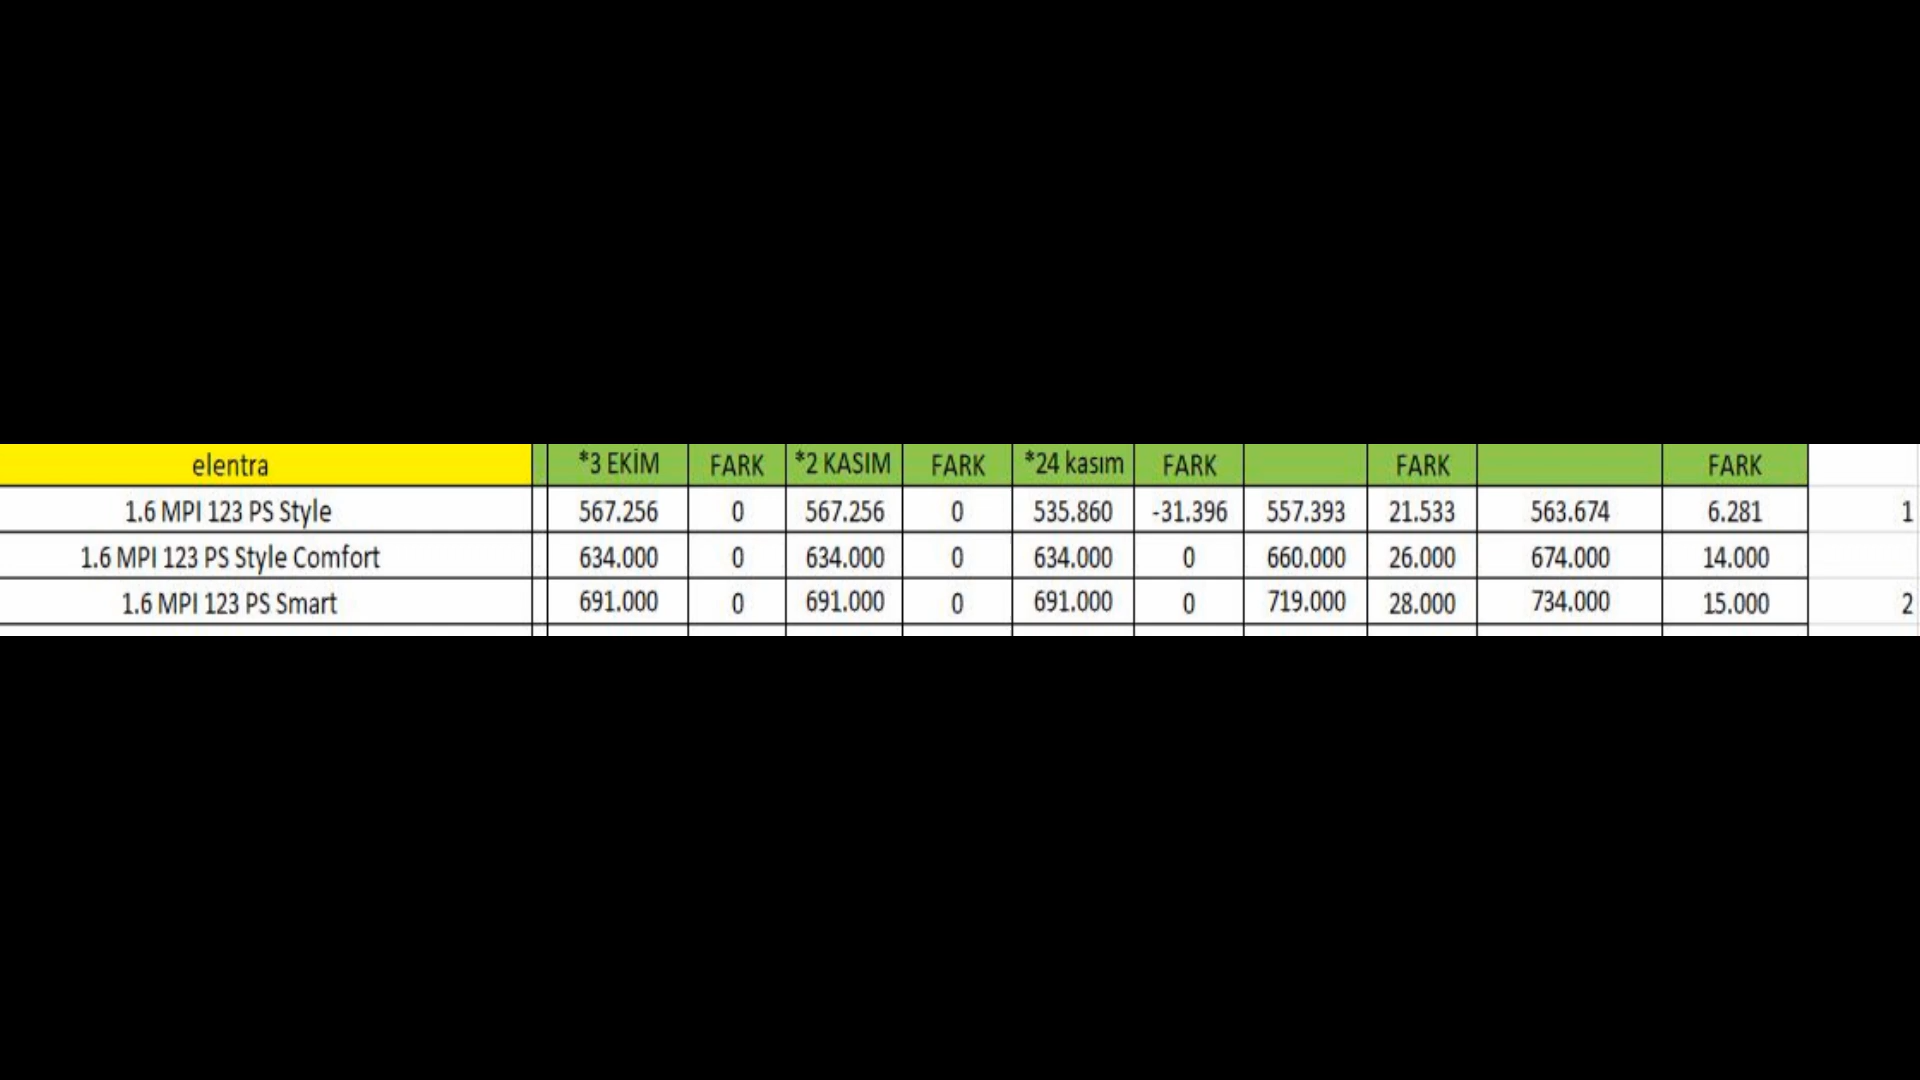 elentra *3 EKİM FARK *2 KASIM FARK *24 kasım FARK FARK FARK
1.6 MPI 123 PS Style 567.256 0 567.256 0 535.860 -31.396 557.393 21.533 563.674 6.281 1
1.6 MPI 123 PS Style Comfort 634.000 0 634.000 0 634.000 0 660.000 26.000 674.000 14.000
1.6 MPI 123 PS Smart 691.000 0 691.000 0 691.000 0 719.000 28.000 734.000 15.000 2